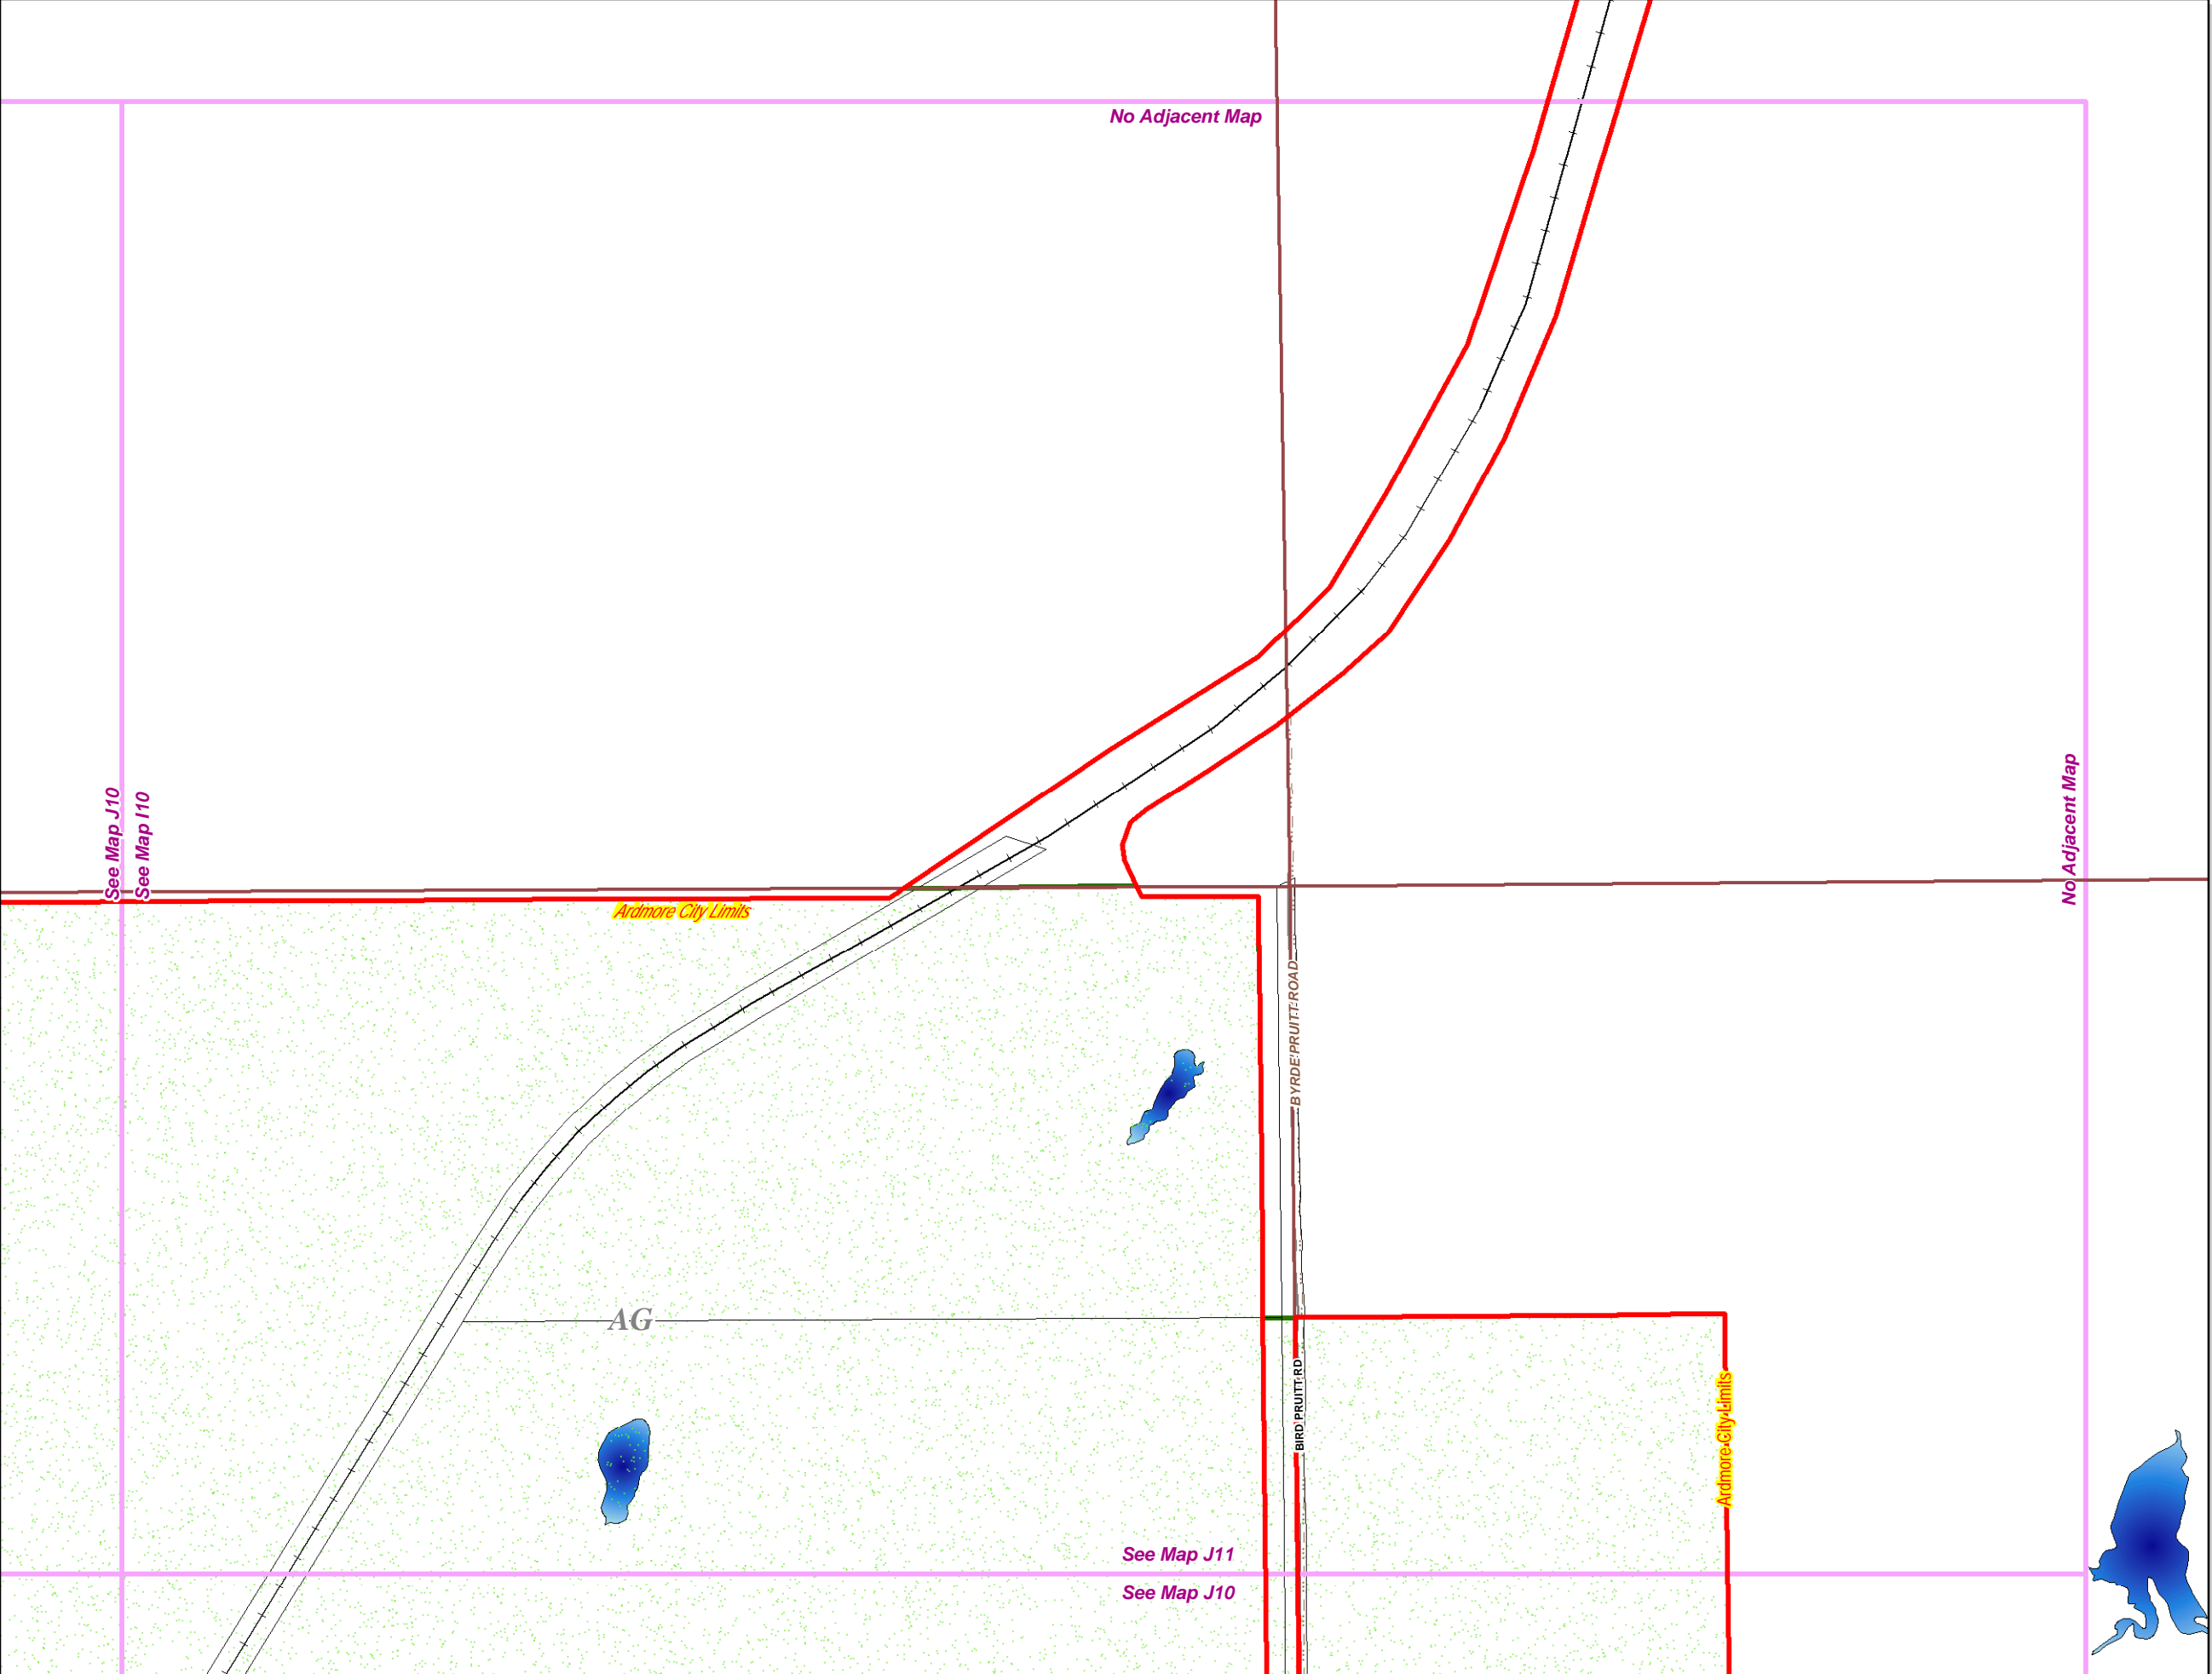 No Adjacent Map
See Map J10
See Map I10
No Adjacent Map
Ardmore City Limits
BYRDE PRUITT ROAD
AG
BIRD PRUITT RD
Ardmore City Limits
See Map J11
See Map J10